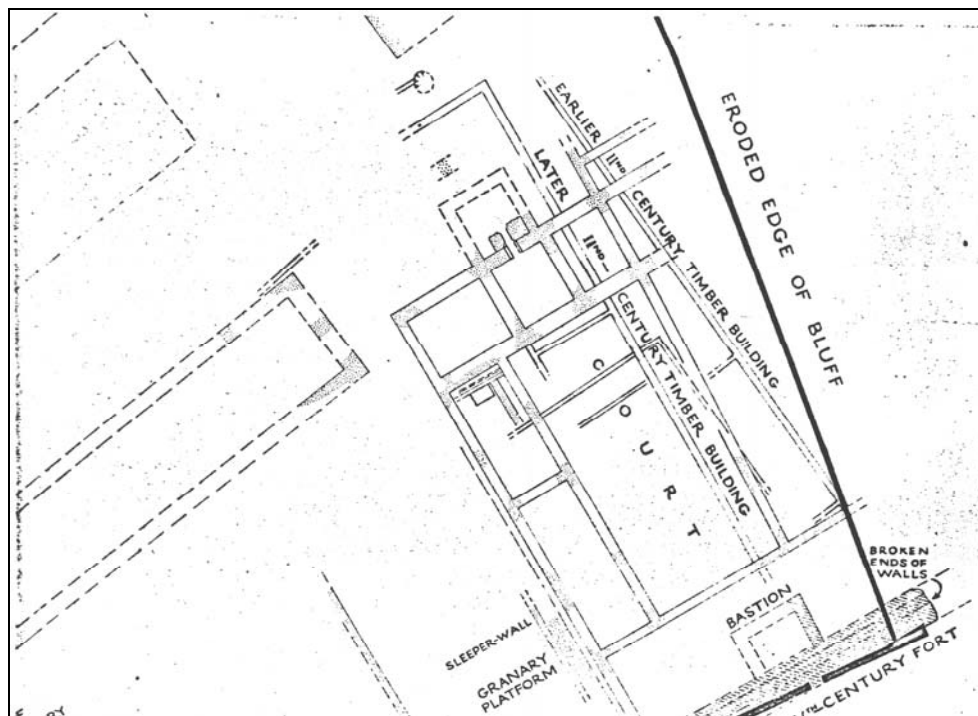 ERODED EDGE OF BLUFF
EARLIER IIND CENTURY TIMBER BUILDING
LATER IIND CENTURY TIMBER BUILDING
COURT
BROKEN
ENDS OF
WALLS
BASTION
SLEEPER-WALL
GRANARY
PLATFORM
CENTURY FORT